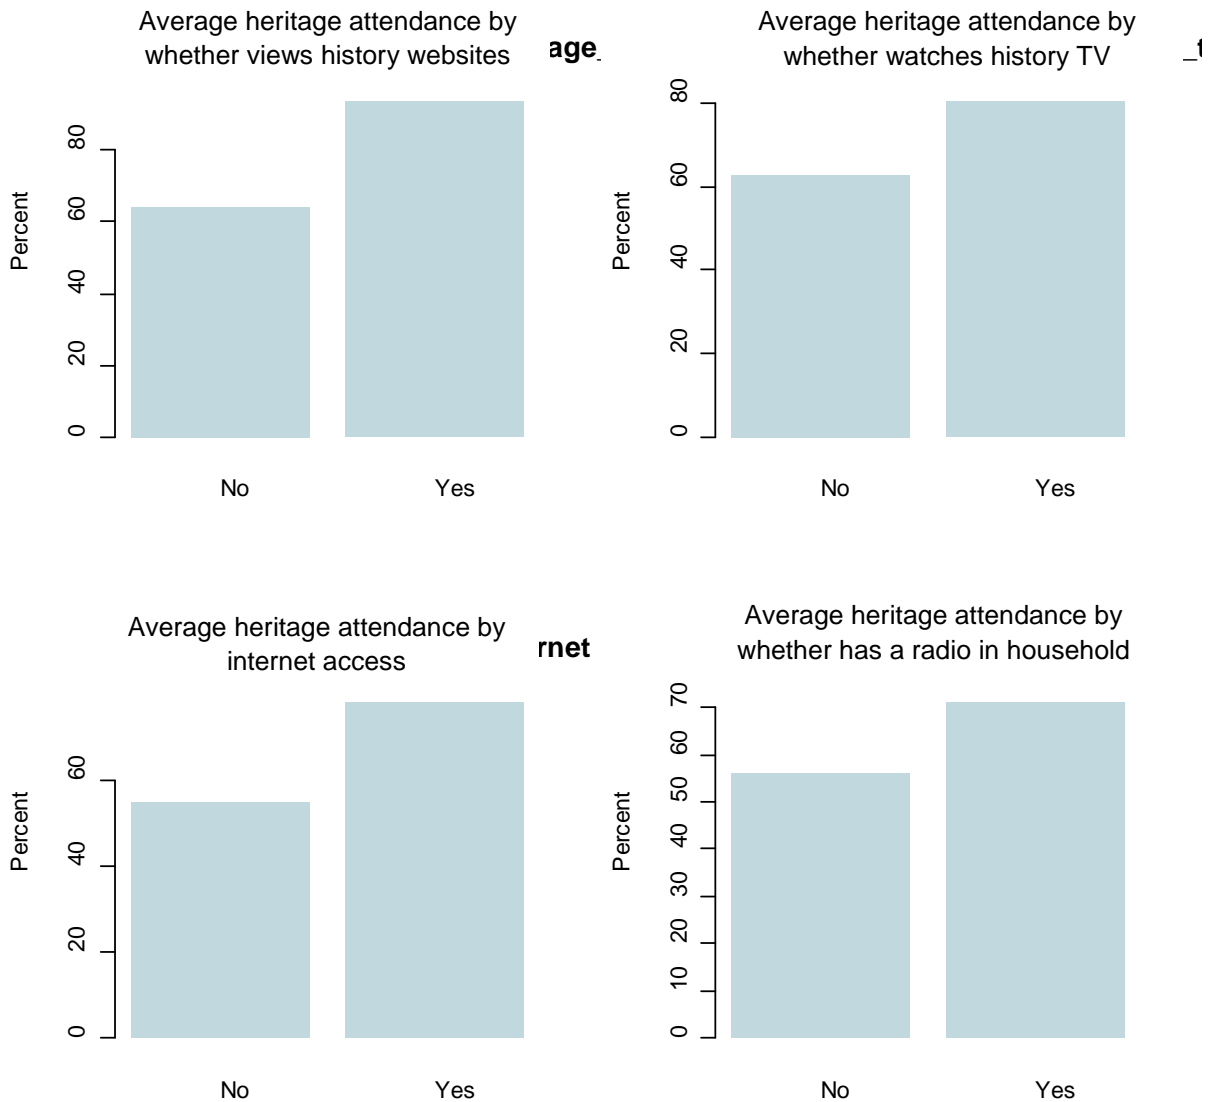 Average heritage attendance by
whether views history websites
age_
Percent
80
60
40
20
0
No Yes
Average heritage attendance by
whether watches history TV
_t
Percent
80
60
40
20
0
No Yes
Average heritage attendance by
internet access
rnet
Percent
60
40
20
0
No Yes
Average heritage attendance by
whether has a radio in household
Percent
70
60
50
40
30
20
10
0
No Yes